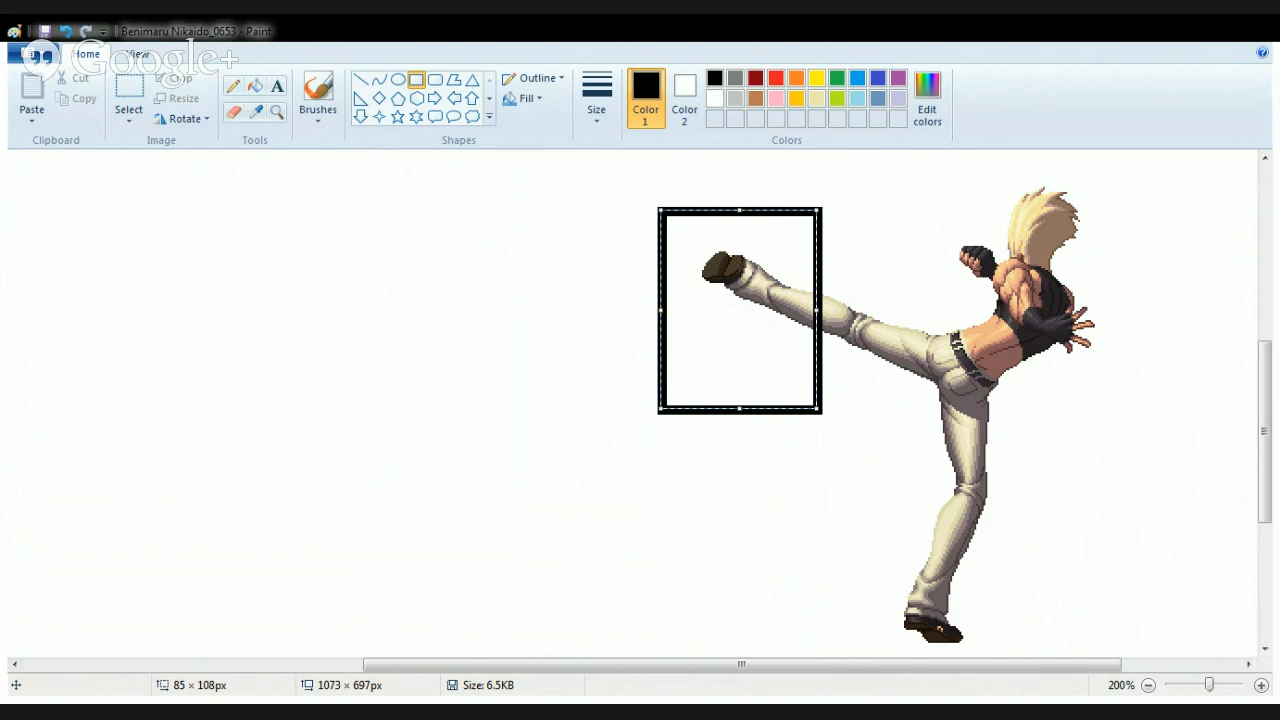 Benimaru Nikaido_0653 - Paint
Google+
Home
View
Paste
Cut
Copy
Clipboard
Select
Crop
Resize
Rotate
Image
A
Tools
Brushes
Shapes
Outline
Fill
Size
Color 1
Color 2
Edit colors
Colors
85 × 108px
1073 × 697px
Size: 6.5KB
200%